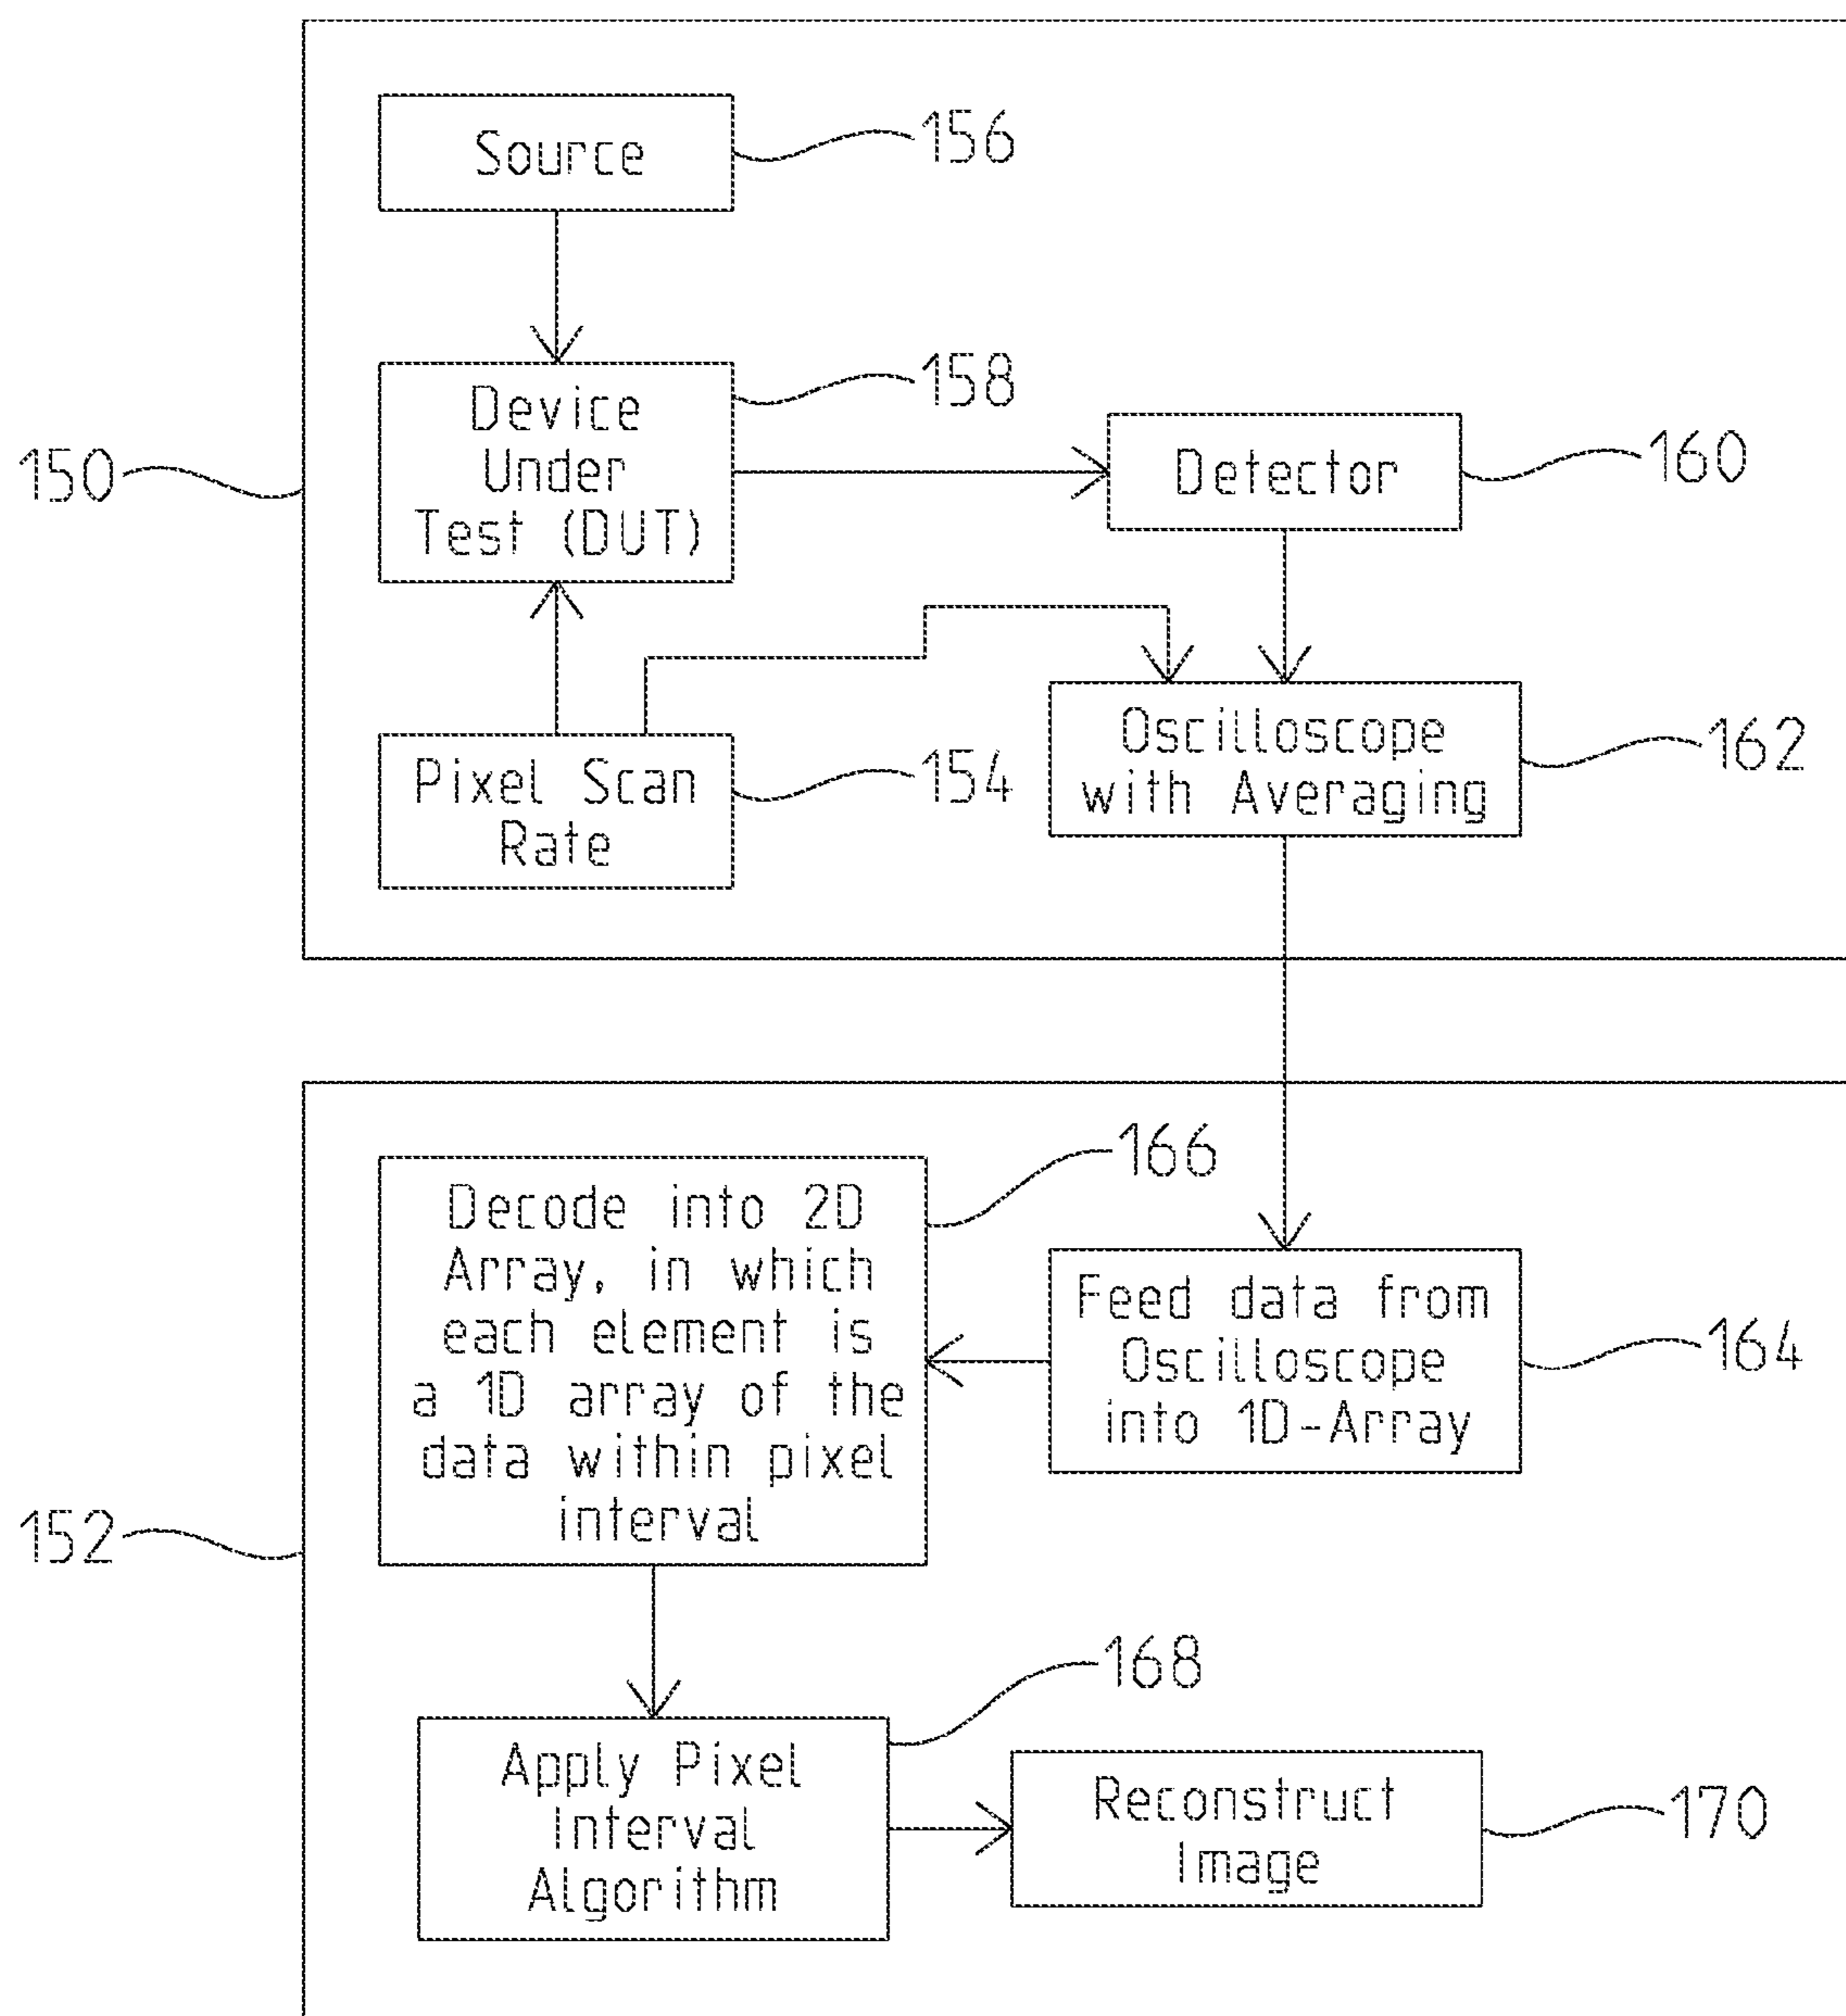 Source
156
Device
Under
Test (DUT)
158
150
Detector
160
Pixel Scan
Rate
154
Oscilloscope
with Averaging
162
Decode into 2D
Array, in which
each element is
a 1D array of the
data within pixel
interval
166
Feed data from
Oscilloscope
into 1D-Array
164
152
Apply Pixel
Interval
Algorithm
168
Reconstruct
Image
170